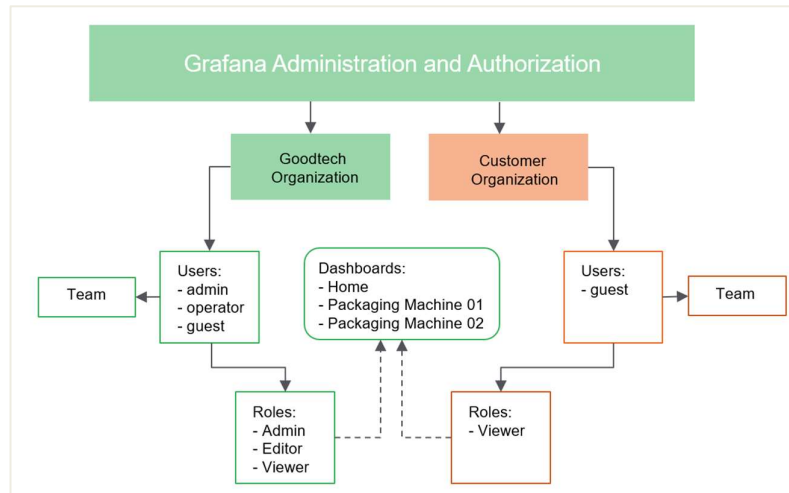 Grafana Administration and Authorization
Goodtech
Organization
Customer
Organization
Team
Users:
- admin
- operator
- guest
Dashboards:
- Home
- Packaging Machine 01
- Packaging Machine 02
Users:
- guest
Team
Roles:
- Admin
- Editor
- Viewer
Roles:
- Viewer